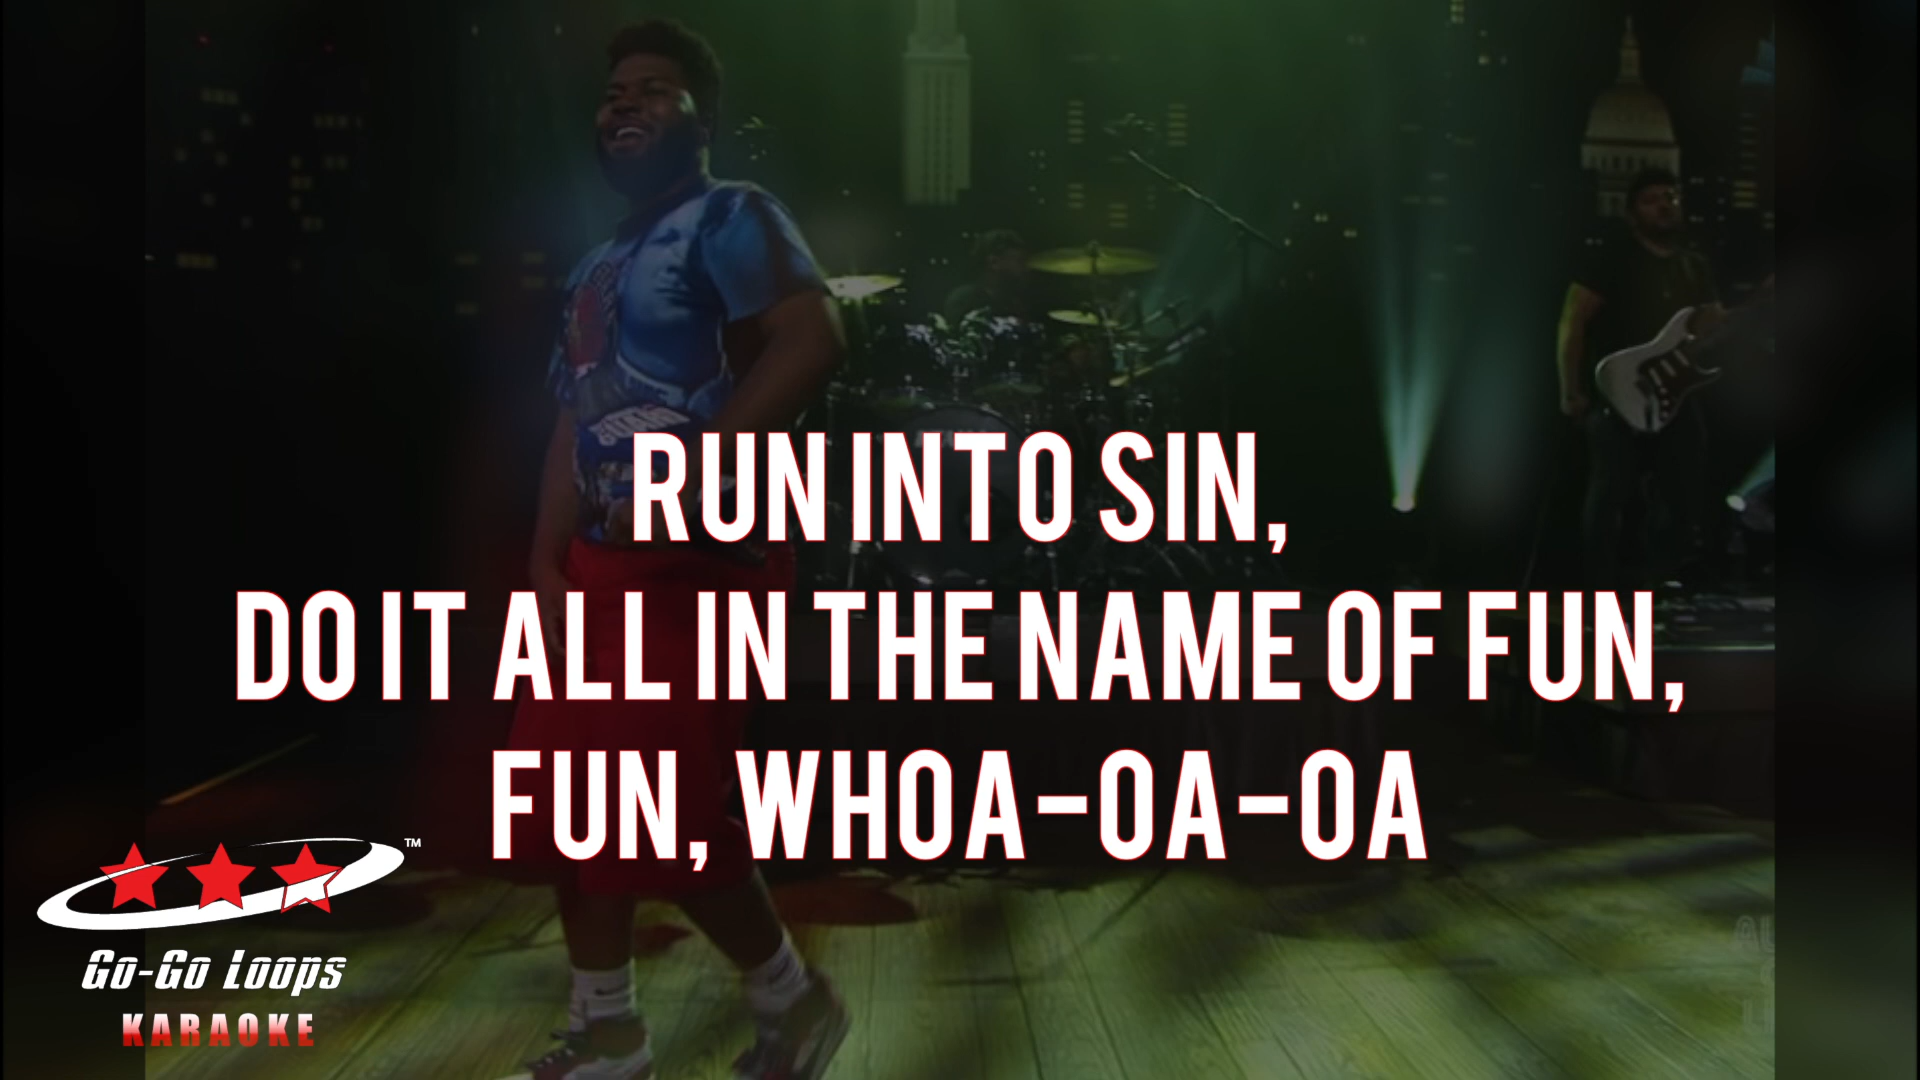 RUN INTO SIN,
DO IT ALL IN THE NAME OF FUN,
FUN, WHOA-OA-OA
™
Go-Go Loops
KARAOKE